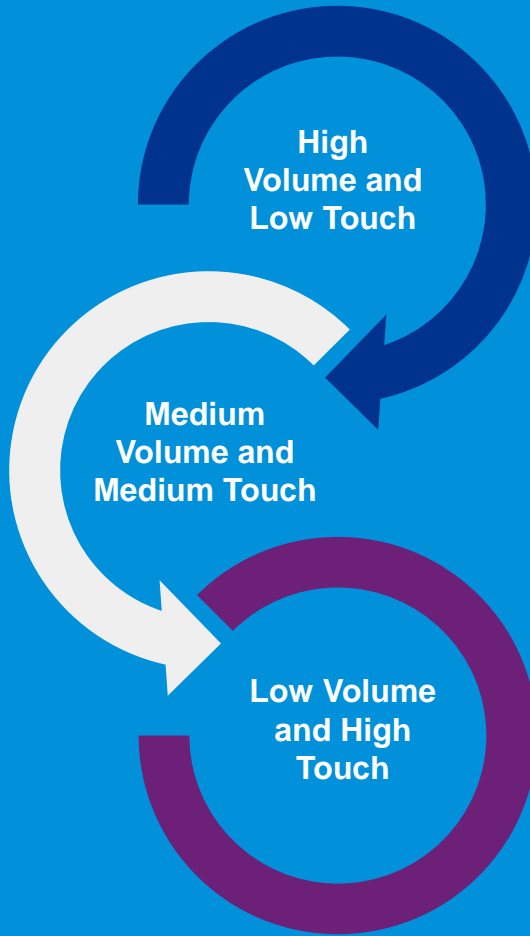 High
Volume and
Low Touch
Medium
Volume and
Medium Touch
Low Volume
and High
Touch